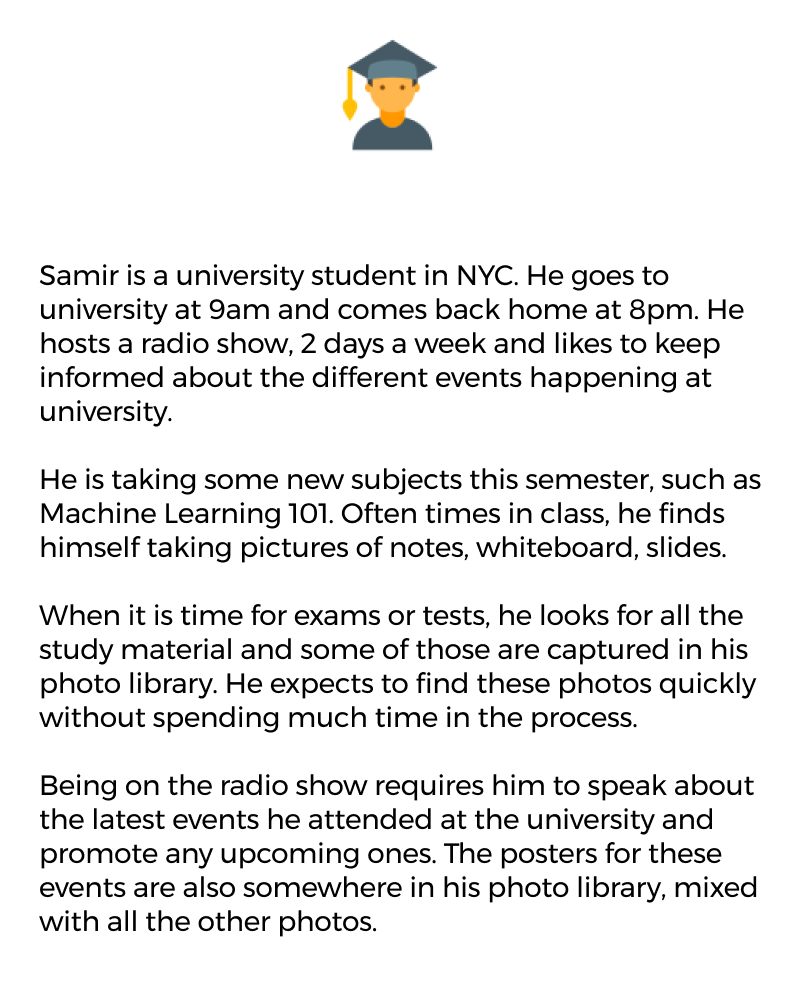 Samir is a university student in NYC. He goes to
university at 9am and comes back home at 8pm. He
hosts a radio show, 2 days a week and likes to keep
informed about the different events happening at
university.
He is taking some new subjects this semester, such as
Machine Learning 101. Often times in class, he finds
himself taking pictures of notes, whiteboard, slides.
When it is time for exams or tests, he looks for all the
study material and some of those are captured in his
photo library. He expects to find these photos quickly
without spending much time in the process.
Being on the radio show requires him to speak about
the latest events he attended at the university and
promote any upcoming ones. The posters for these
events are also somewhere in his photo library, mixed
with all the other photos.